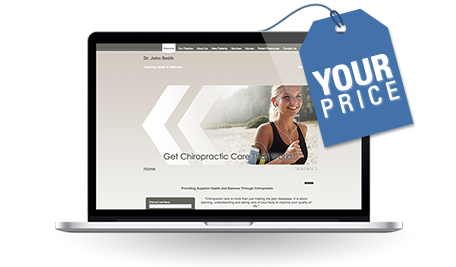 Welcome Our Practice About Us New Patients Services Injuries Patient Resources Contact Us
Dr. John Smith
Inspiring Health & Wellness
YOUR
PRICE
Get Chiropractic Care
Home
Providing Superior Health and Balance Through Chiropractic
"Chiropractic care is more than just making the pain disappear. It is about
learning, understanding and taking care of your body to improve your quality of
life."